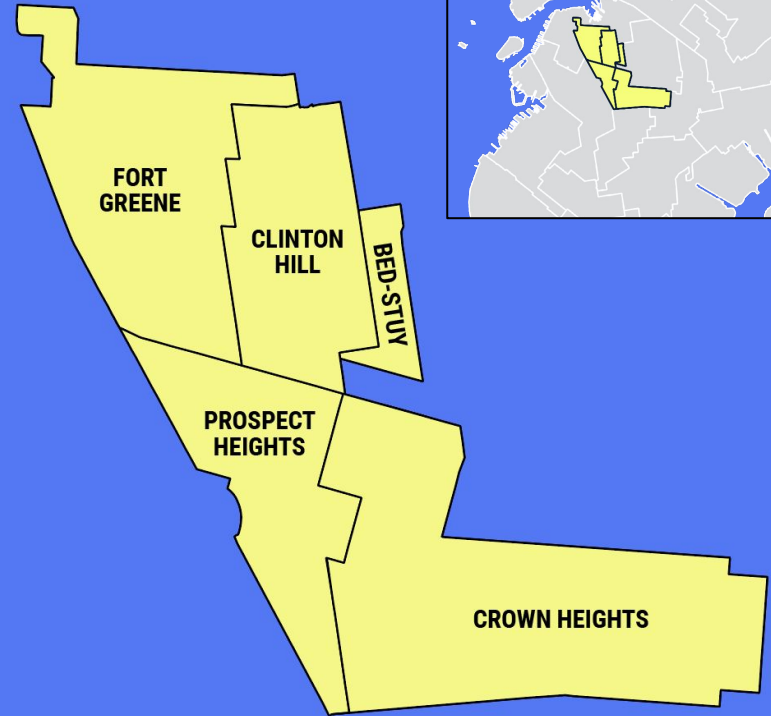 FORT
GREENE
CLINTON
HILL
BED-STUY
PROSPECT
HEIGHTS
CROWN HEIGHTS